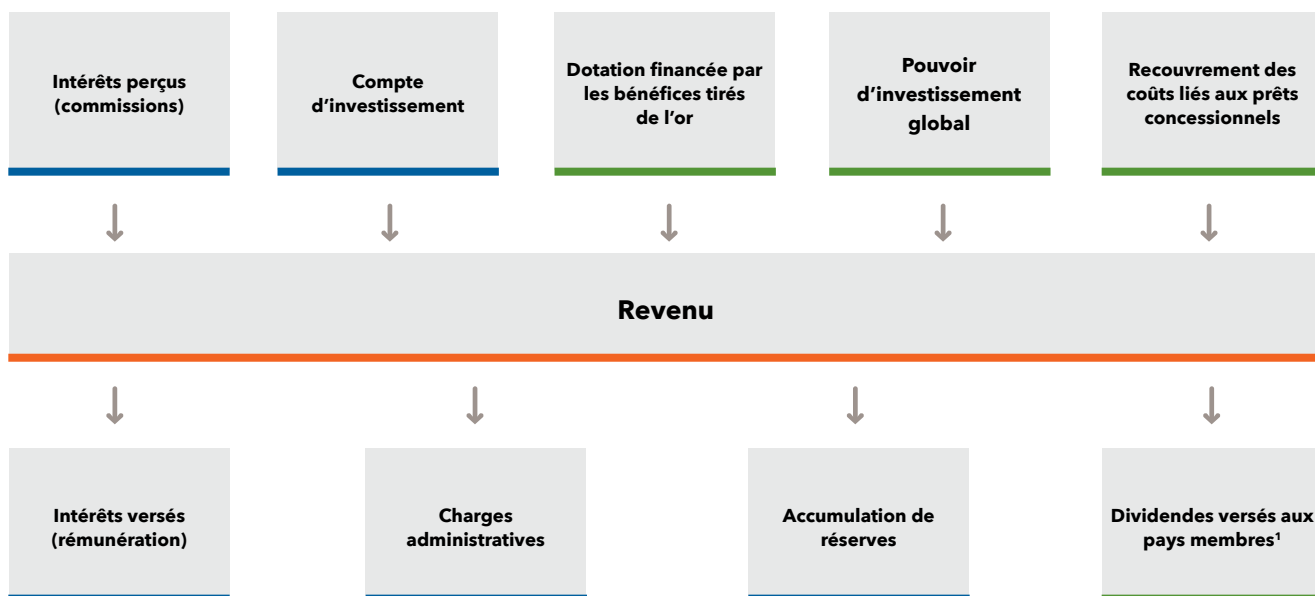 Intérêts perçus
(commissions)
Compte
d’investissement
Dotation financée par
les bénéfices tirés
de l’or
Pouvoir
d’investissement
global
Recouvrement des
coûts liés aux prêts
concessionnels
Revenu
Intérêts versés
(rémunération)
Charges
administratives
Accumulation de
réserves
Dividendes versés aux
pays membres¹